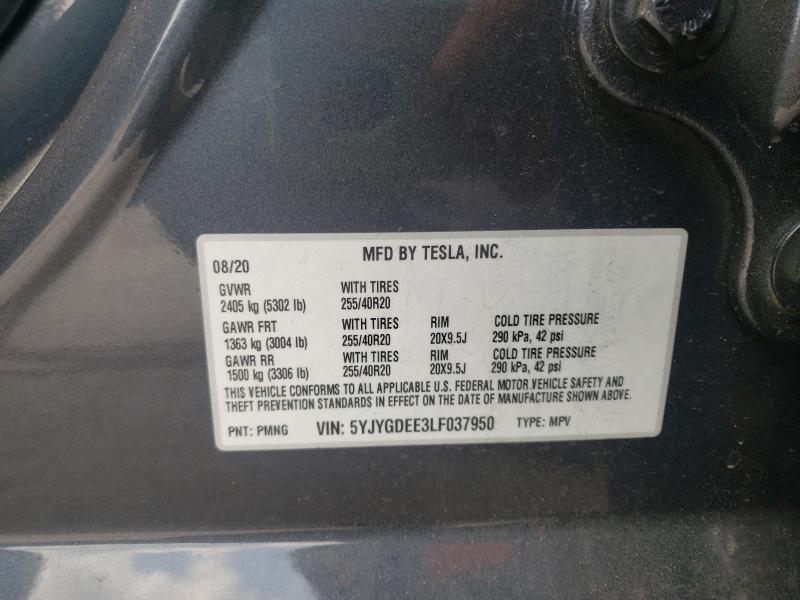 MFD BY TESLA, INC.
08/20
GVWR WITH TIRES
2405 kg (5302 lb) 255/40R20
GAWR FRT WITH TIRES RIM COLD TIRE PRESSURE
1363 kg (3004 lb) 255/40R20 20X9.5J 290 kPa, 42 psi
GAWR RR WITH TIRES RIM COLD TIRE PRESSURE
1500 kg (3306 lb) 255/40R20 20X9.5J 290 kPa, 42 psi
THIS VEHICLE CONFORMS TO ALL APPLICABLE U.S. FEDERAL MOTOR VEHICLE SAFETY AND
THEFT PREVENTION STANDARDS IN EFFECT ON THE DATE OF MANUFACTURE SHOWN ABOVE.
PNT: PMNG VIN: 5YJYGDEE3LF037950 TYPE: MPV